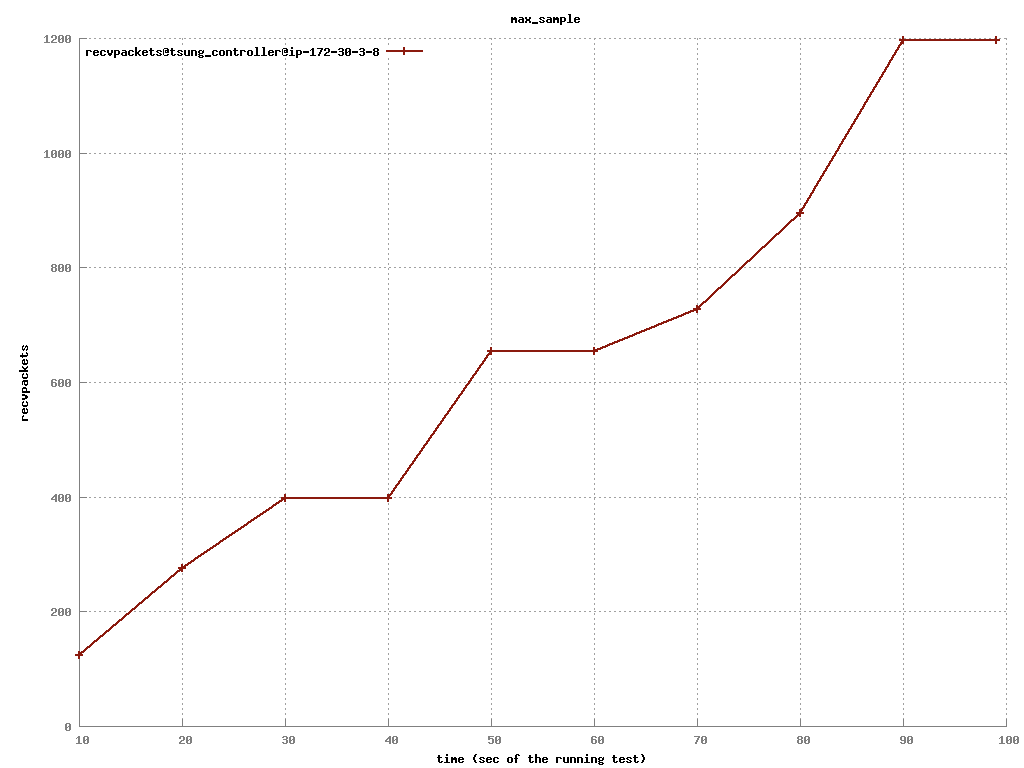 max_sample
recvpackets@tsung_controller@ip-172-30-3-8
1200
1000
800
600
400
200
0
recvpackets
10 20 30 40 50 60 70 80 90 100
time (sec of the running test)